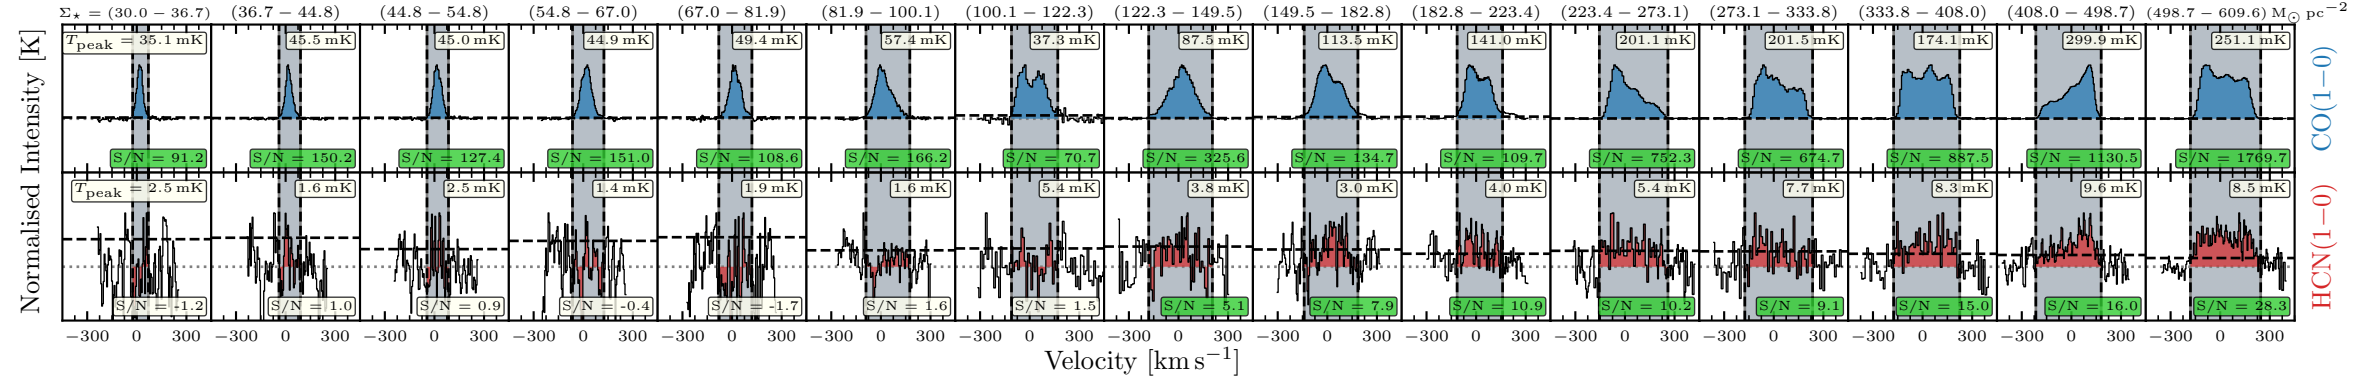 Σ⋆ = (30.0 − 36.7) (36.7 − 44.8) (44.8 − 54.8) (54.8 − 67.0) (67.0 − 81.9) (81.9 − 100.1) (100.1 − 122.3) (122.3 − 149.5) (149.5 − 182.8) (182.8 − 223.4) (223.4 − 273.1) (273.1 − 333.8) (333.8 − 408.0) (408.0 − 498.7) (498.7 − 609.6) M⊙ pc⁻²
Tpeak = 35.1 mK 45.5 mK 45.0 mK 44.9 mK 49.4 mK 57.4 mK 37.3 mK 87.5 mK 113.5 mK 141.0 mK 201.1 mK 201.5 mK 174.1 mK 299.9 mK 251.1 mK
S/N = 91.2 S/N = 150.2 S/N = 127.4 S/N = 151.0 S/N = 108.6 S/N = 166.2 S/N = 70.7 S/N = 325.6 S/N = 134.7 S/N = 109.7 S/N = 752.3 S/N = 674.7 S/N = 887.5 S/N = 1130.5 S/N = 1769.7
CO(1−0)
Normalised Intensity [K]
Tpeak = 2.5 mK 1.6 mK 2.5 mK 1.4 mK 1.9 mK 1.6 mK 5.4 mK 3.8 mK 3.0 mK 4.0 mK 5.4 mK 7.7 mK 8.3 mK 9.6 mK 8.5 mK
S/N = -1.2 S/N = 1.0 S/N = 0.9 S/N = -0.4 S/N = -1.7 S/N = 1.6 S/N = 1.5 S/N = 5.1 S/N = 7.9 S/N = 10.9 S/N = 10.2 S/N = 9.1 S/N = 15.0 S/N = 16.0 S/N = 28.3
HCN(1−0)
−300 0 300 −300 0 300 −300 0 300 −300 0 300 −300 0 300 −300 0 300 −300 0 300 −300 0 300 −300 0 300 −300 0 300 −300 0 300 −300 0 300 −300 0 300 −300 0 300 −300 0 300
Velocity [km s⁻¹]